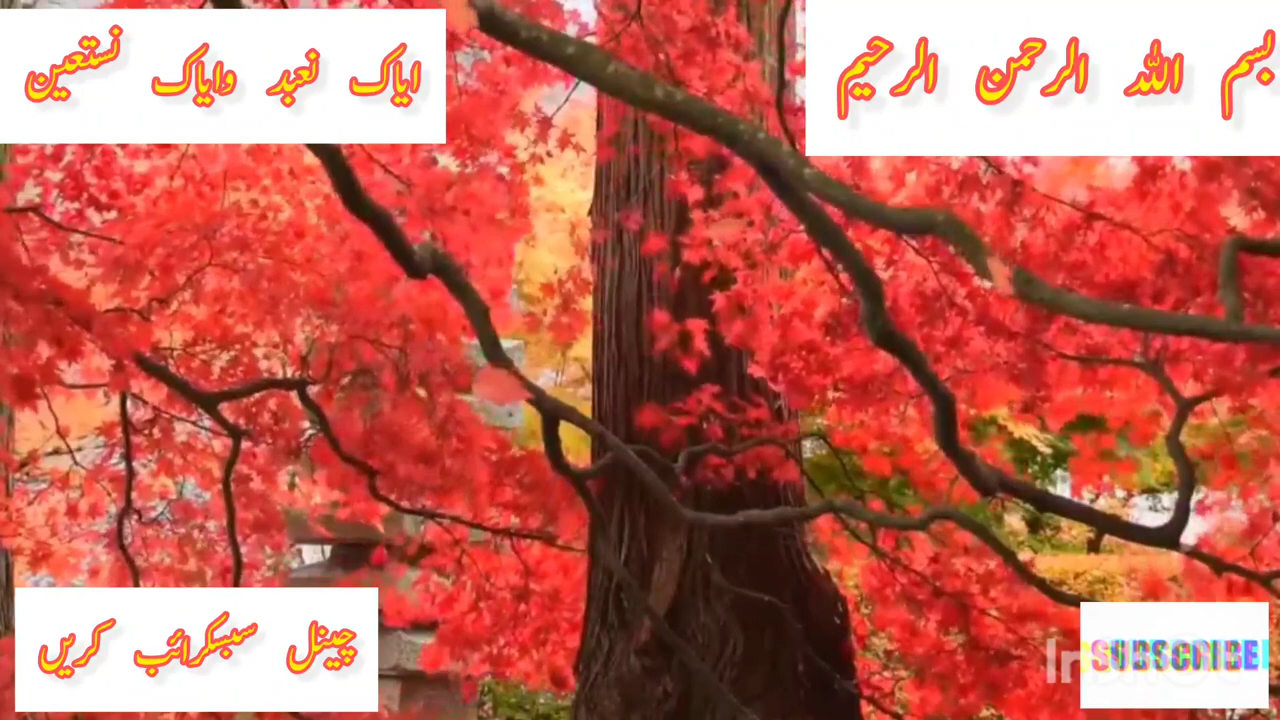 بسم اللہ الرحمن الرحیم
ایاک نعبد وایاک نستعین
چینل سبسکرائب کریں
SUBSCRIBE